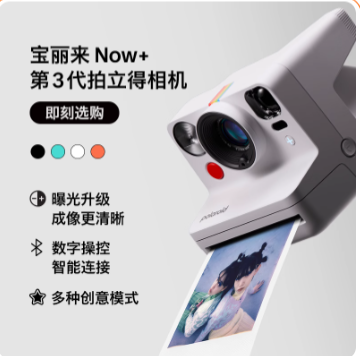 宝丽来 Now+
第3代拍立得相机
即刻选购
曝光升级
成像更清晰
数字操控
智能连接
多种创意模式
polaroid